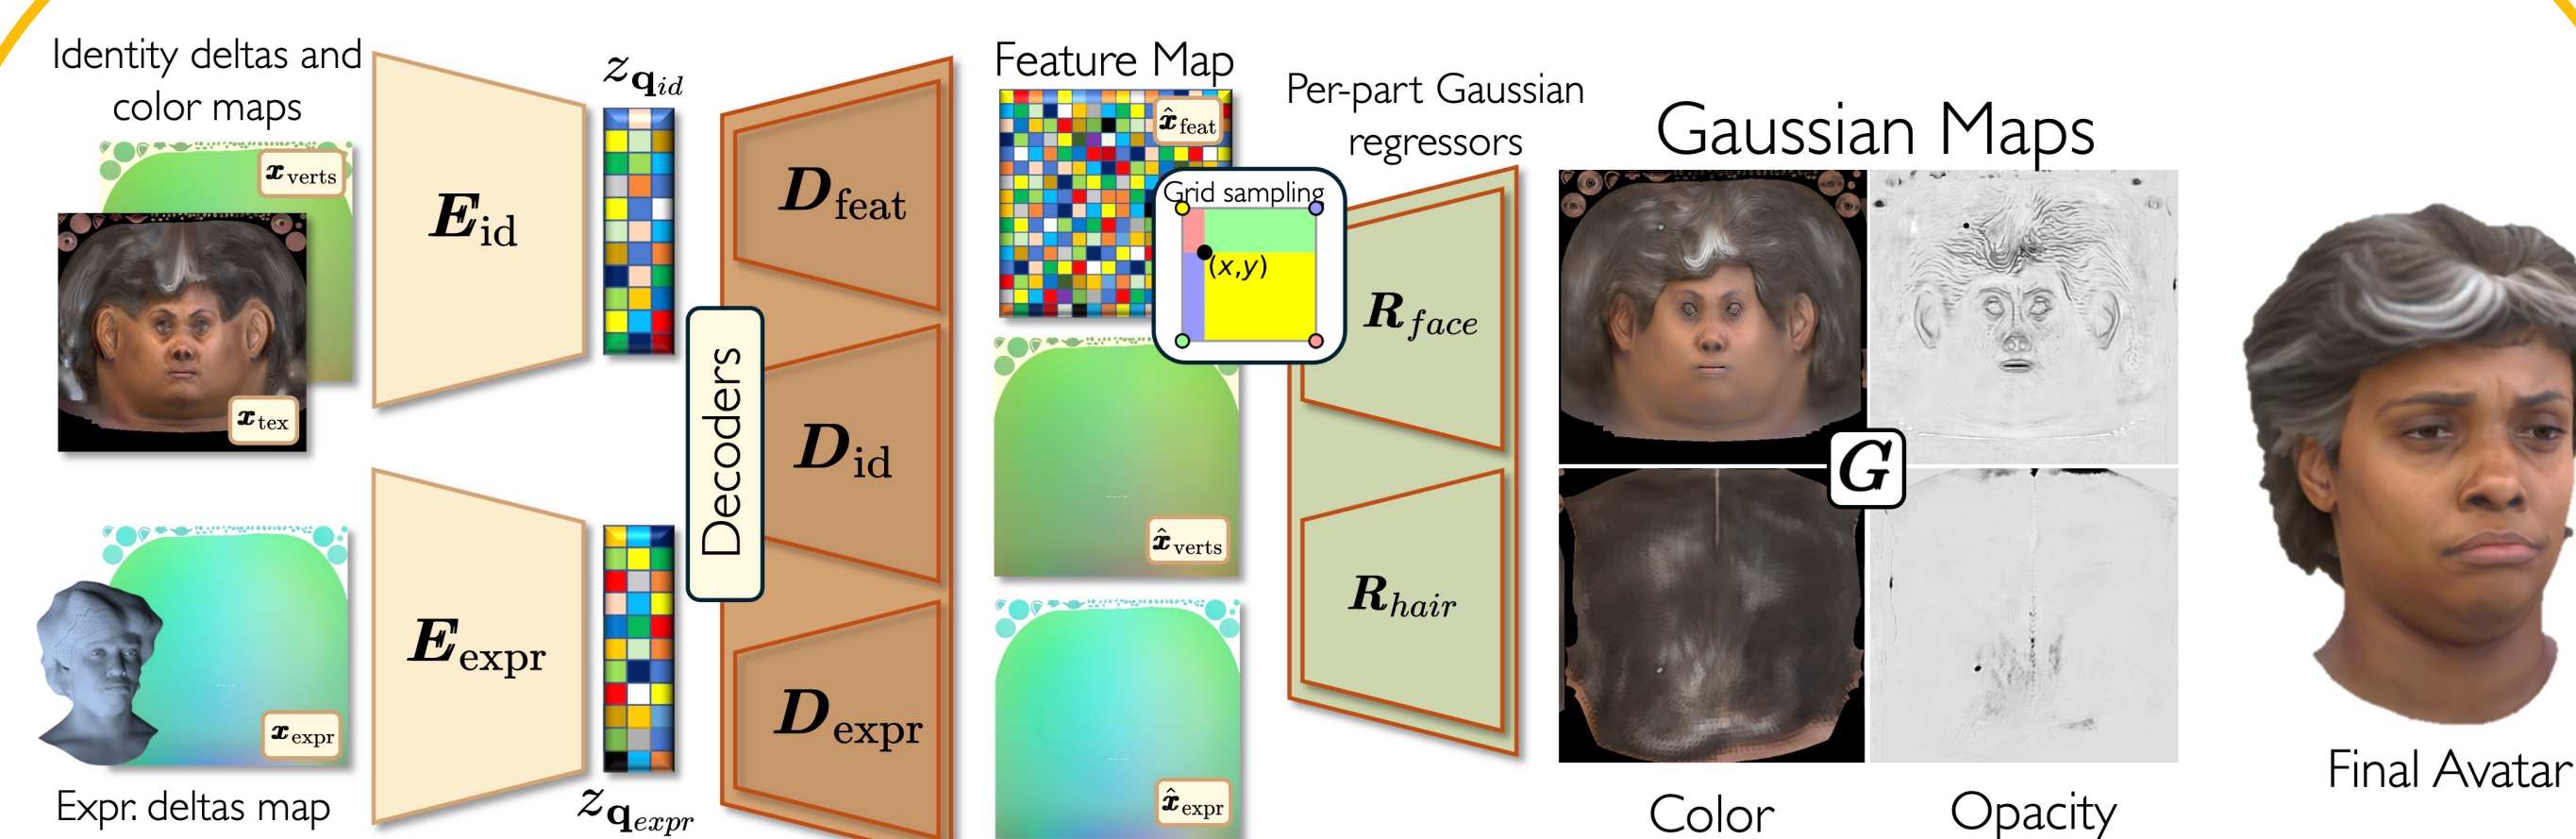 Identity deltas and
color maps
x verts
x tex
E id
z q id
Expr. deltas map
x expr
E expr
z q expr
Decoders
D feat
D id
D expr
Feature Map
x̂ feat
Grid sampling
(x,y)
x̂ verts
x̂ expr
Per-part Gaussian
regressors
R face
R hair
Gaussian Maps
G
Color
Opacity
Final Avatar